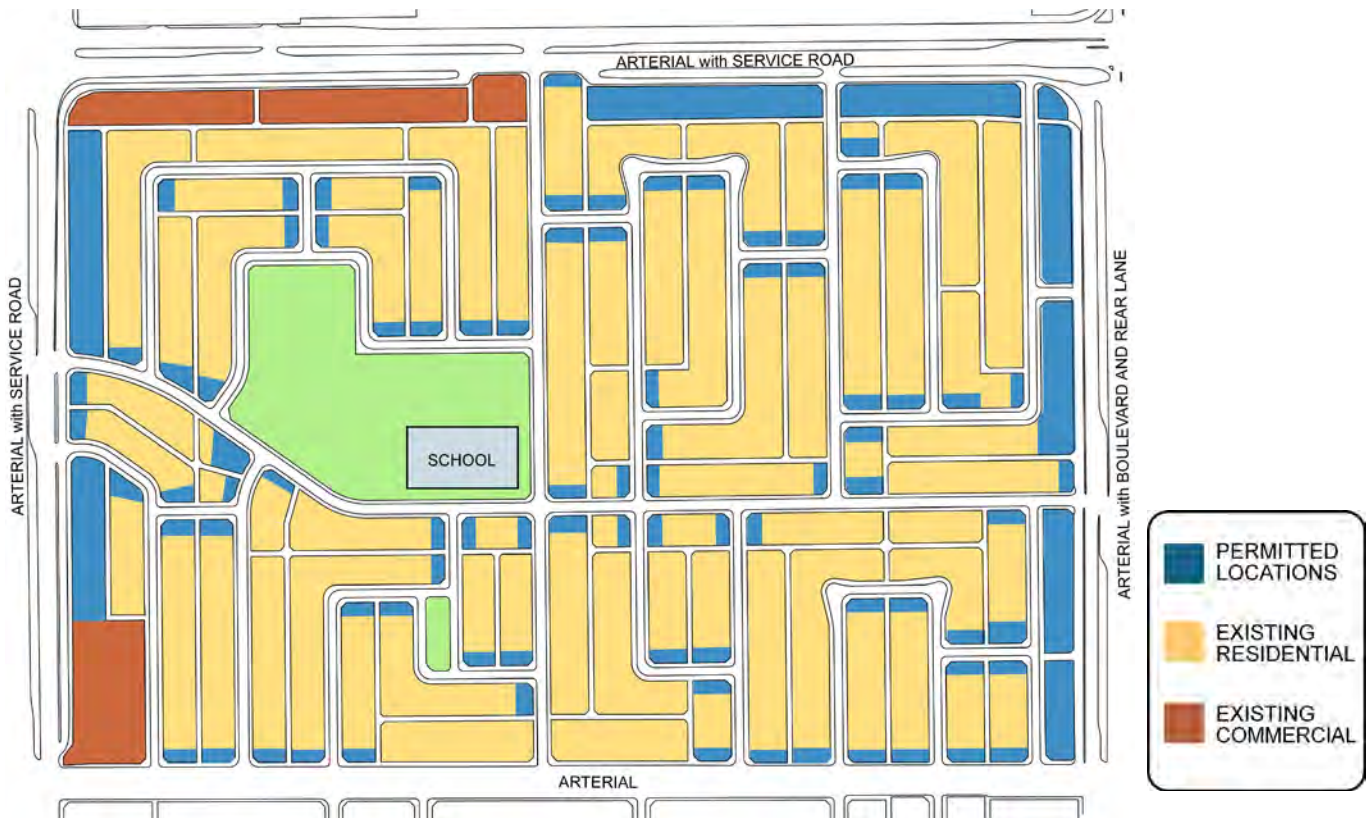 ARTERIAL with SERVICE ROAD
ARTERIAL with SERVICE ROAD
SCHOOL
ARTERIAL with BOULEVARD AND REAR LANE
ARTERIAL
PERMITTED
LOCATIONS
EXISTING
RESIDENTIAL
EXISTING
COMMERCIAL